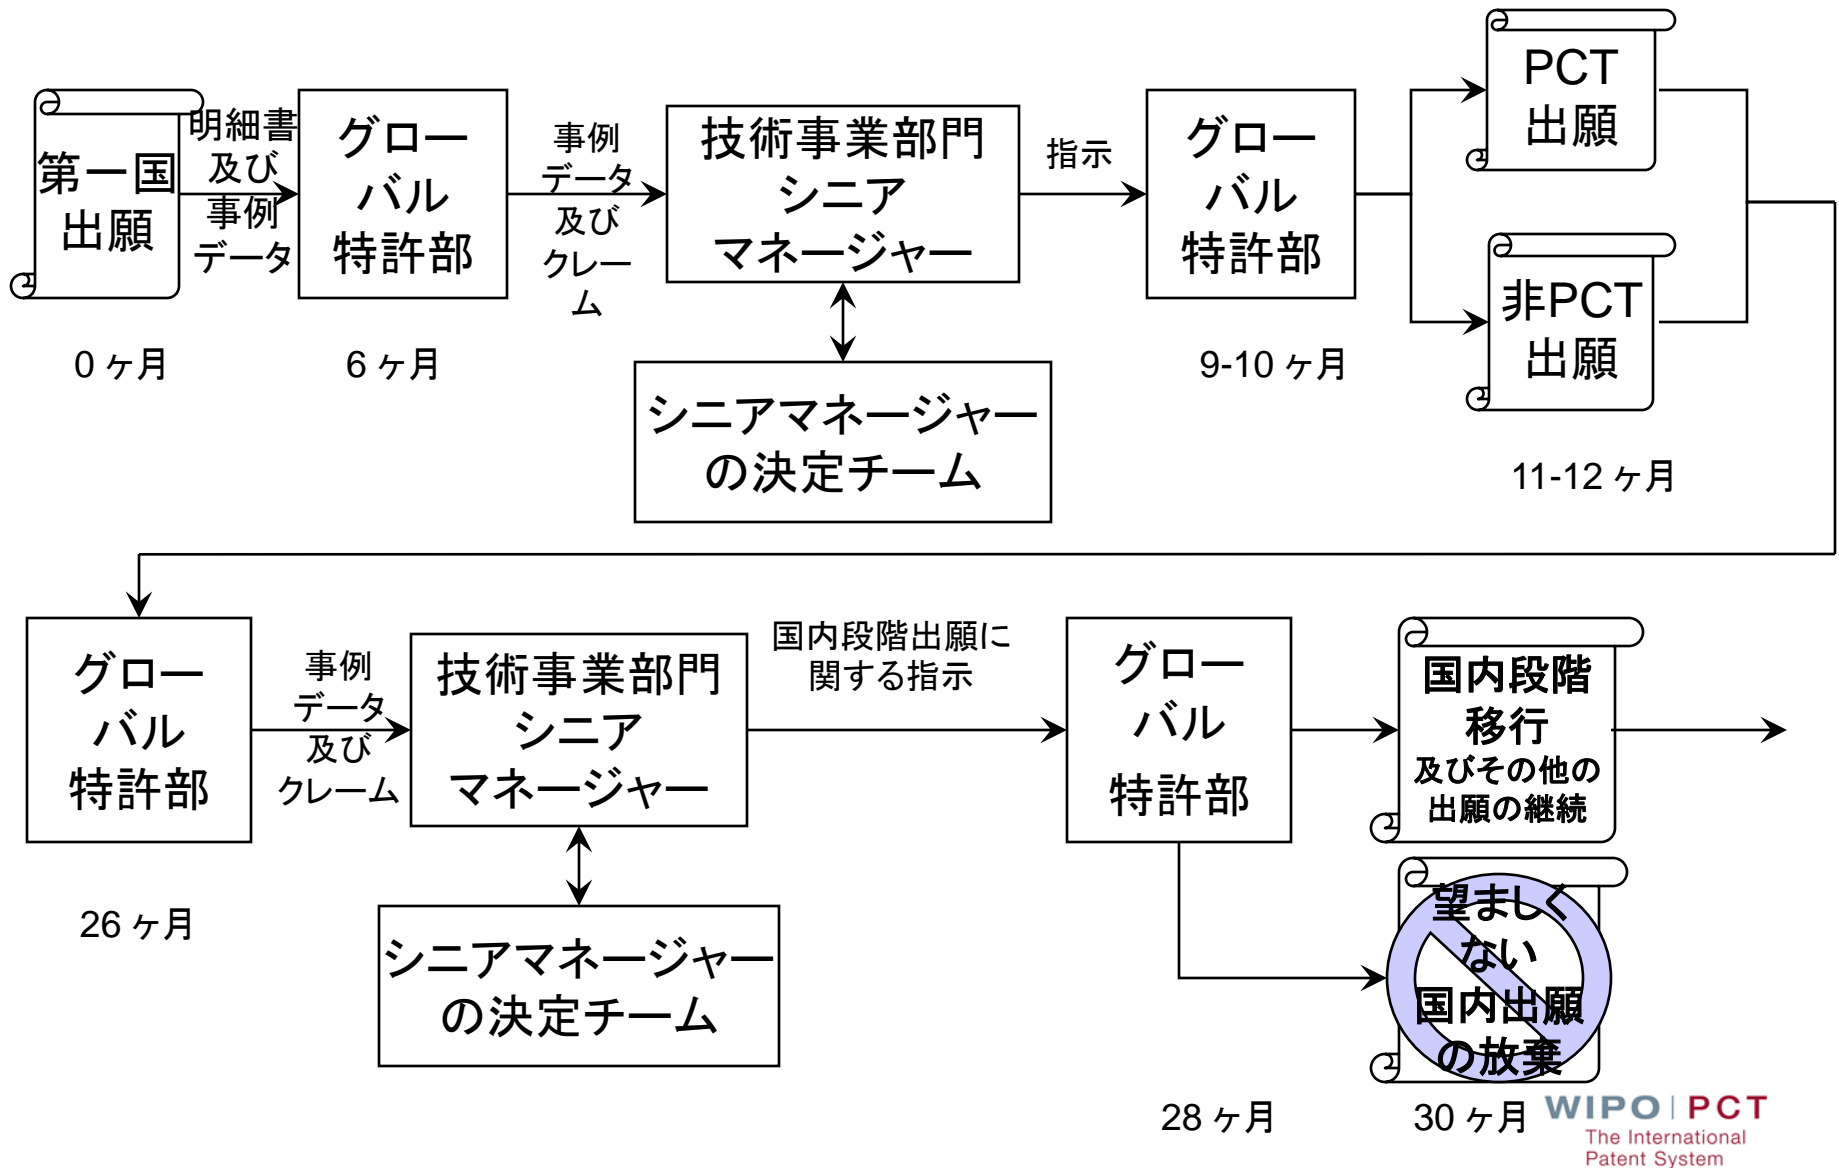 第一国
出願
明細書
及び
事例
データ
グロー
バル
特許部
事例
データ
及び
クレー
ム
技術事業部門
シニア
マネージャー
指示
グロー
バル
特許部
PCT
出願
非PCT
出願
0 ヶ月
6 ヶ月
シニアマネージャー
の決定チーム
9-10 ヶ月
11-12 ヶ月
グロー
バル
特許部
事例
データ
及び
クレーム
技術事業部門
シニア
マネージャー
国内段階出願に
関する指示
グロー
バル
特許部
国内段階
移行
及びその他の
出願の継続
26 ヶ月
シニアマネージャー
の決定チーム
望ましく
ない
国内出願
の放棄
28 ヶ月
30 ヶ月
WIPO | PCT
The International
Patent System